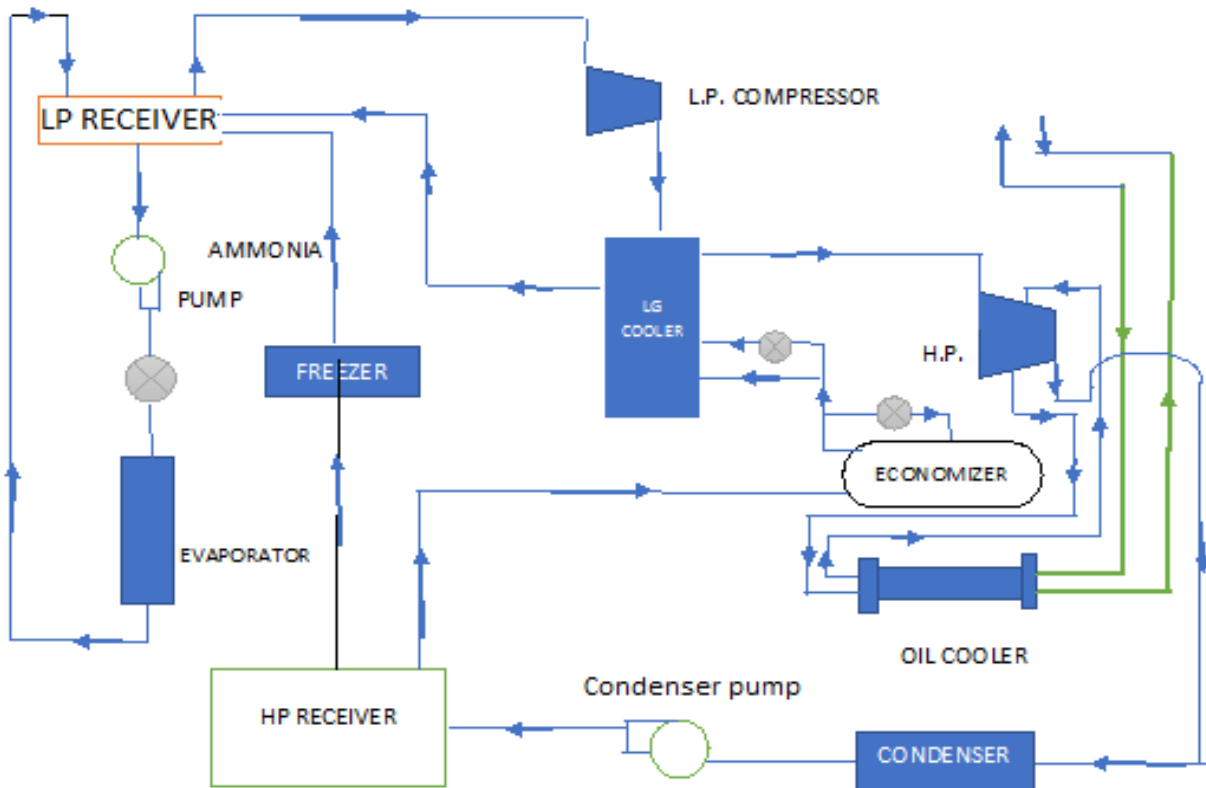 L.P. COMPRESSOR
LP RECEIVER
AMMONIA
PUMP
LG
COOLER
H.P.
FREEZER
ECONOMIZER
EVAPORATOR
OIL COOLER
Condenser pump
HP RECEIVER
CONDENSER